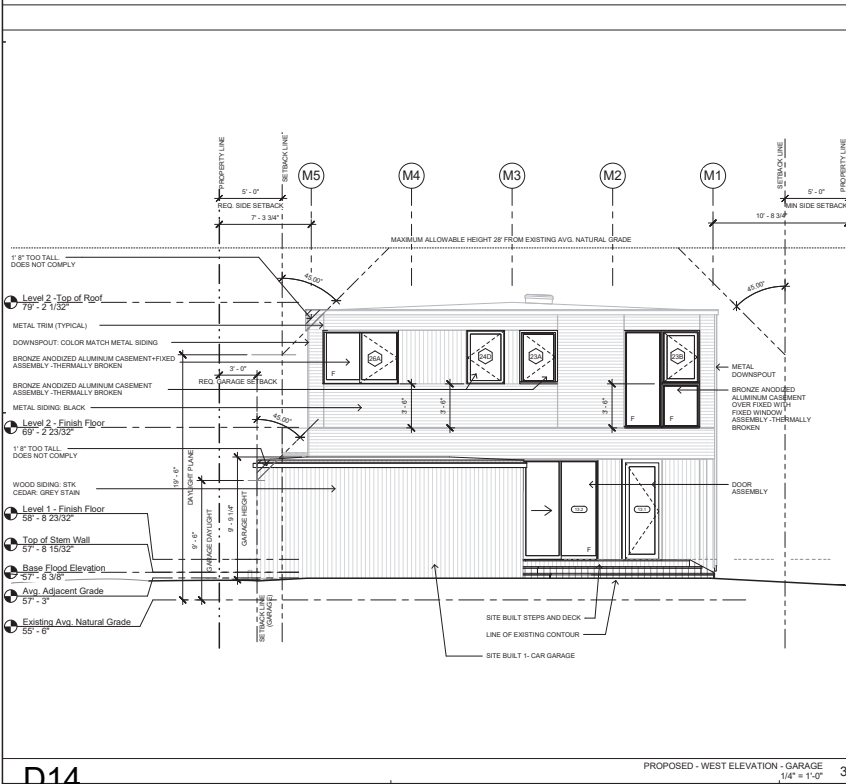 PROPERTY LINE
SETBACK LINE
M5
M4
M3
M2
M1
SETBACK LINE
PROPERTY LINE
5' - 0"
REQ. SIDE SETBACK
7' - 3 3/4"
5' - 0"
MIN SIDE SETBACK
10' - 8 3/4"
MAXIMUM ALLOWABLE HEIGHT 28' FROM EXISTING AVG. NATURAL GRADE
1' 8" TOO TALL.
DOES NOT COMPLY
45.00°
45.00°
Level 2 -Top of Roof
79' - 2 1/32"
METAL TRIM (TYPICAL)
DOWNSPOUT: COLOR MATCH METAL SIDING
BRONZE ANODIZED ALUMINUM CASEMENT+FIXED
ASSEMBLY -THERMALLY BROKEN
3' - 0"
REQ. GARAGE SETBACK
BRONZE ANODIZED ALUMINUM CASEMENT
ASSEMBLY -THERMALLY BROKEN
METAL SIDING: BLACK
F
26A
24D
23A
23B
F
F
METAL
DOWNSPOUT
BRONZE ANODIZED
ALUMINUM CASEMENT
OVER FIXED WITH
FIXED WINDOW
ASSEMBLY -THERMALLY
BROKEN
3' - 6"
3' - 6"
3' - 6"
45.00°
Level 2 - Finish Floor
69' - 2 23/32"
1' 8" TOO TALL.
DOES NOT COMPLY
WOOD SIDING: STK
CEDAR: GREY STAIN
19' - 6"
DAYLIGHT PLANE
9' - 6"
GARAGE DAYLIGHT
9' - 9 1/4"
GARAGE HEIGHT
DOOR
ASSEMBLY
13.2
13.1
F
Level 1 - Finish Floor
58' - 8 23/32"
Top of Stem Wall
57' - 8 15/32"
Base Flood Elevation
57' - 8 3/8"
Avg. Adjacent Grade
57' - 3"
Existing Avg. Natural Grade
55' - 6"
SETBACK LINE
(GARAGE)
SITE BUILT STEPS AND DECK
LINE OF EXISTING CONTOUR
SITE BUILT 1- CAR GARAGE
D14
PROPOSED - WEST ELEVATION - GARAGE
1/4" = 1'-0"
3